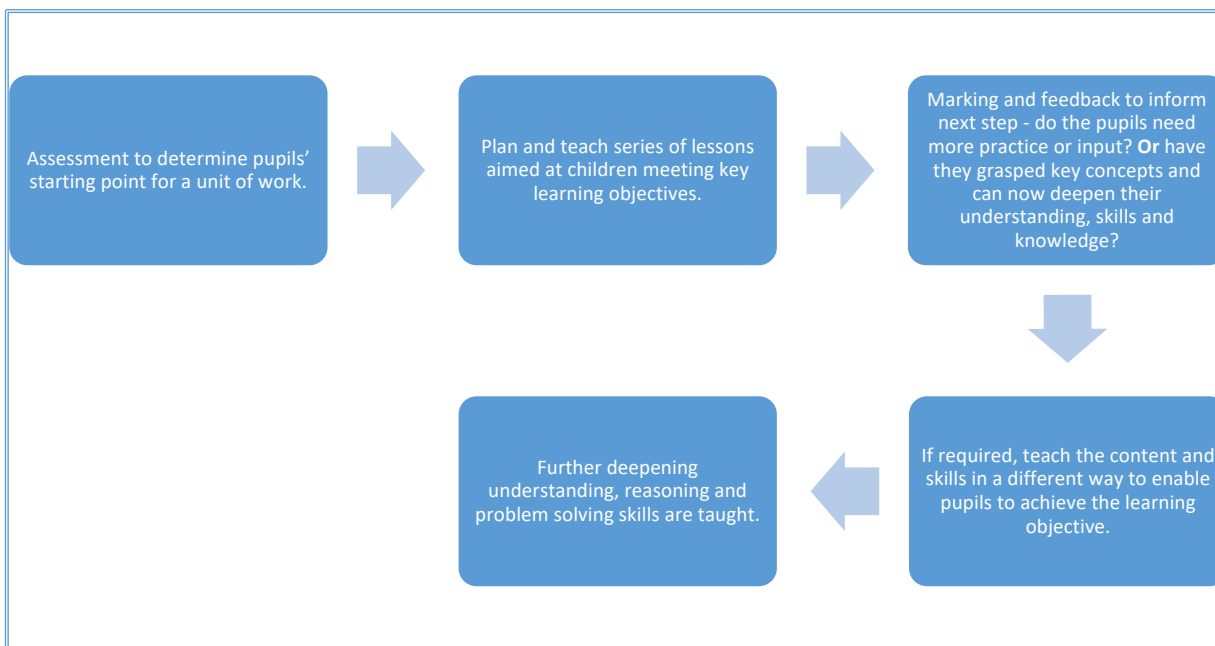 Assessment to determine pupils’
starting point for a unit of work.
Plan and teach series of lessons
aimed at children meeting key
learning objectives.
Marking and feedback to inform
next step - do the pupils need
more practice or input? Or have
they grasped key concepts and
can now deepen their
understanding, skills and
knowledge?
If required, teach the content and
skills in a different way to enable
pupils to achieve the learning
objective.
Further deepening
understanding, reasoning and
problem solving skills are taught.